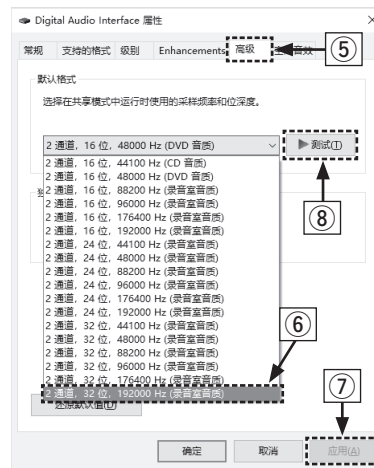 Digital Audio Interface 属性
常规 支持的格式 级别 Enhancements 高级 音效 ⑤
默认格式
选择在共享模式中运行时使用的采样频率和位深度。
2 通道，16 位，48000 Hz (DVD 音质) ▶测试(T)
2 通道，16 位，44100 Hz (CD 音质)
2 通道，16 位，48000 Hz (DVD 音质)
2 通道，16 位，88200 Hz (录音室音质)
2 通道，16 位，96000 Hz (录音室音质)
2 通道，16 位，176400 Hz (录音室音质)
2 通道，16 位，192000 Hz (录音室音质)
2 通道，24 位，44100 Hz (录音室音质)
2 通道，24 位，48000 Hz (录音室音质)
2 通道，24 位，88200 Hz (录音室音质)
2 通道，24 位，96000 Hz (录音室音质)
2 通道，24 位，176400 Hz (录音室音质)
2 通道，24 位，192000 Hz (录音室音质)
2 通道，32 位，44100 Hz (录音室音质)
2 通道，32 位，48000 Hz (录音室音质)
2 通道，32 位，88200 Hz (录音室音质)
2 通道，32 位，96000 Hz (录音室音质)
2 通道，32 位，176400 Hz (录音室音质)
2 通道，32 位，192000 Hz (录音室音质)
⑧
⑥
⑦
还原默认值(D)
确定 取消 应用(A)